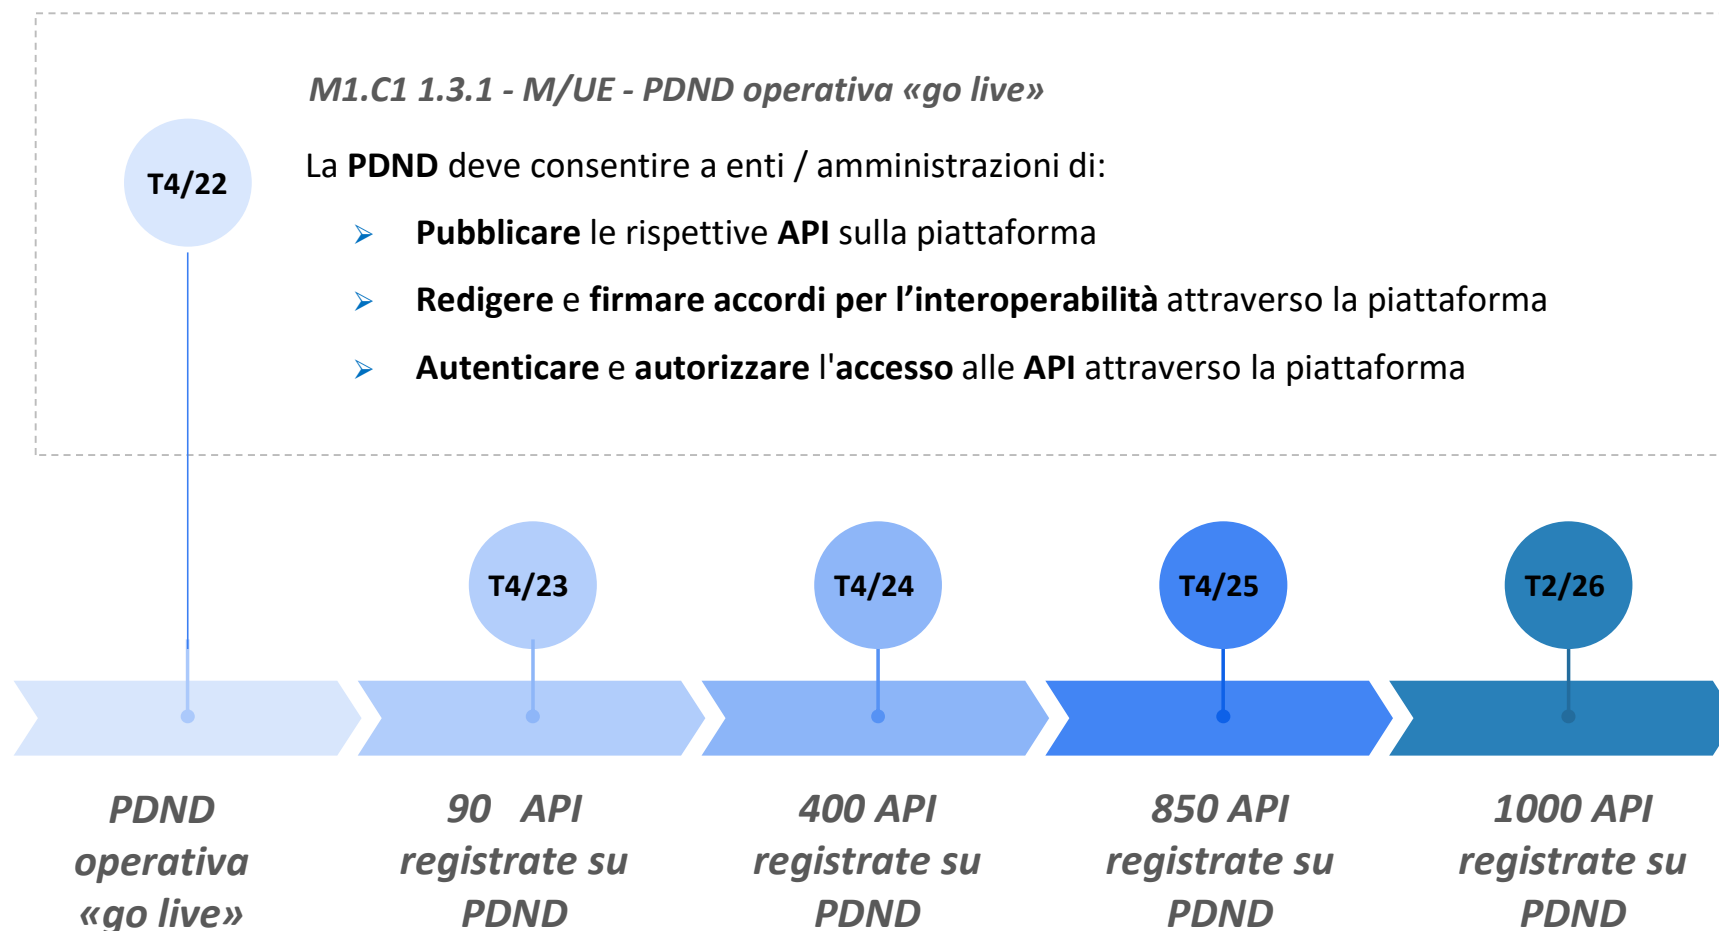 M1.C1 1.3.1 - M/UE - PDND operativa «go live»
T4/22
La PDND deve consentire a enti / amministrazioni di:
➢ Pubblicare le rispettive API sulla piattaforma
➢ Redigere e firmare accordi per l’interoperabilità attraverso la piattaforma
➢ Autenticare e autorizzare l'accesso alle API attraverso la piattaforma
T4/23
T4/24
T4/25
T2/26
PDND
operativa
«go live»
90 API
registrate su
PDND
400 API
registrate su
PDND
850 API
registrate su
PDND
1000 API
registrate su
PDND